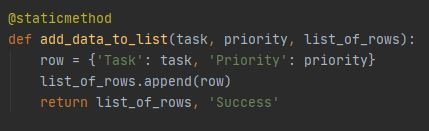 @staticmethod
def add_data_to_list(task, priority, list_of_rows):
    row = {'Task': task, 'Priority': priority}
    list_of_rows.append(row)
    return list_of_rows, 'Success'